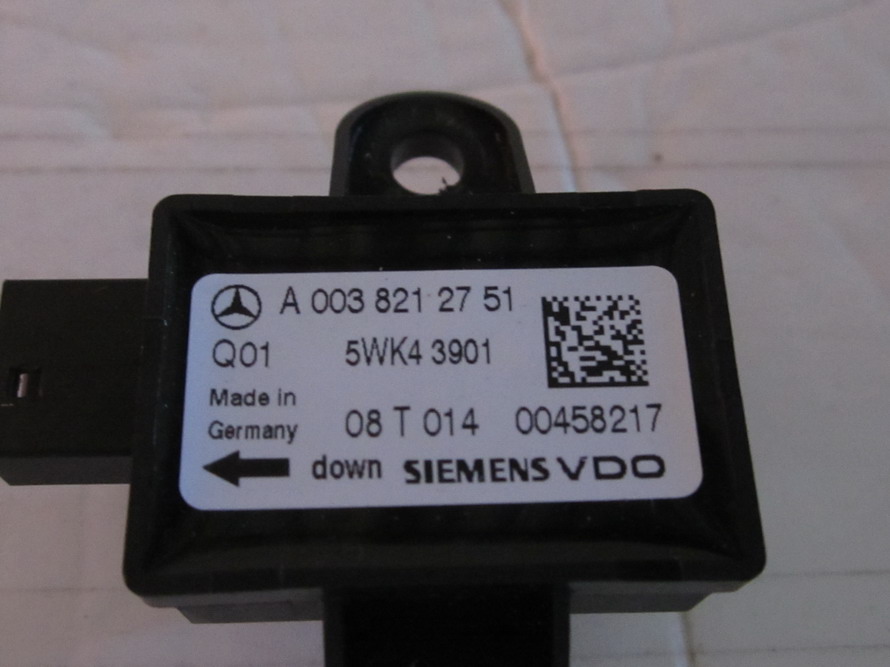 A 003 821 27 51
Q01 5WK4 3901
Made in
Germany 08 T 014 00458217
down SIEMENS VDO